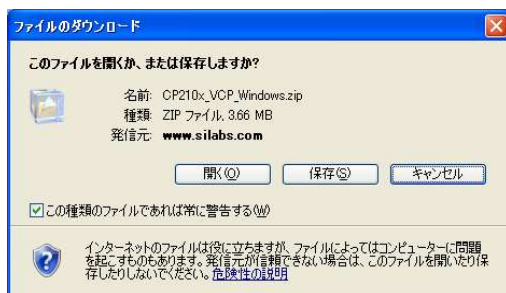 ファイルのダウンロード
このファイルを開くか、または保存しますか?
名前: CP210x_VCP_Windows.zip
種類: ZIP ファイル, 3.66 MB
発信元: www.silabs.com
開く(O) 保存(S) キャンセル
この種類のファイルであれば常に警告する(W)
インターネットのファイルは役に立ちますが、ファイルによってはコンピューターに問題
を起こすものもあります。発信元が信頼できない場合は、このファイルを開いたり保
存したりしないでください。危険性の説明